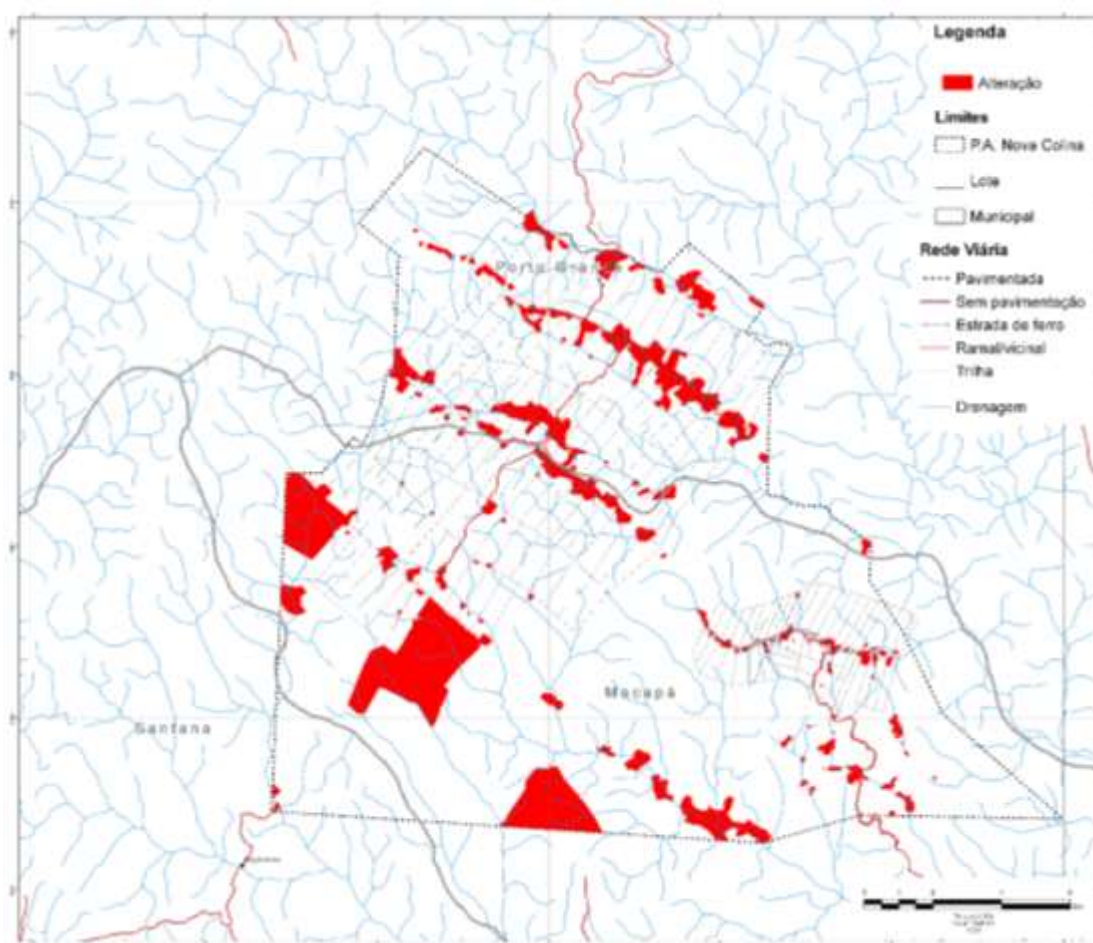 Legenda
Alteração
Limites
P.A. Nova Colina
Lote
Municipal
Rede Viária
Pavimentada
Sem pavimentação
Estrada de ferro
Ramal/vicinal
Trilha
Drenagem
Porto Grande
Macapá
Santana